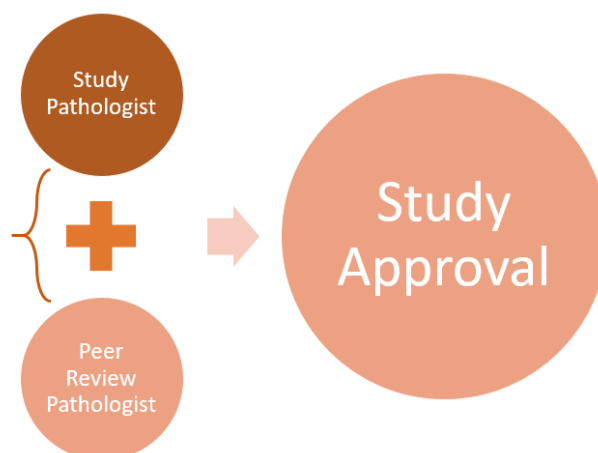 Study
Pathologist
Peer
Review
Pathologist
Study
Approval